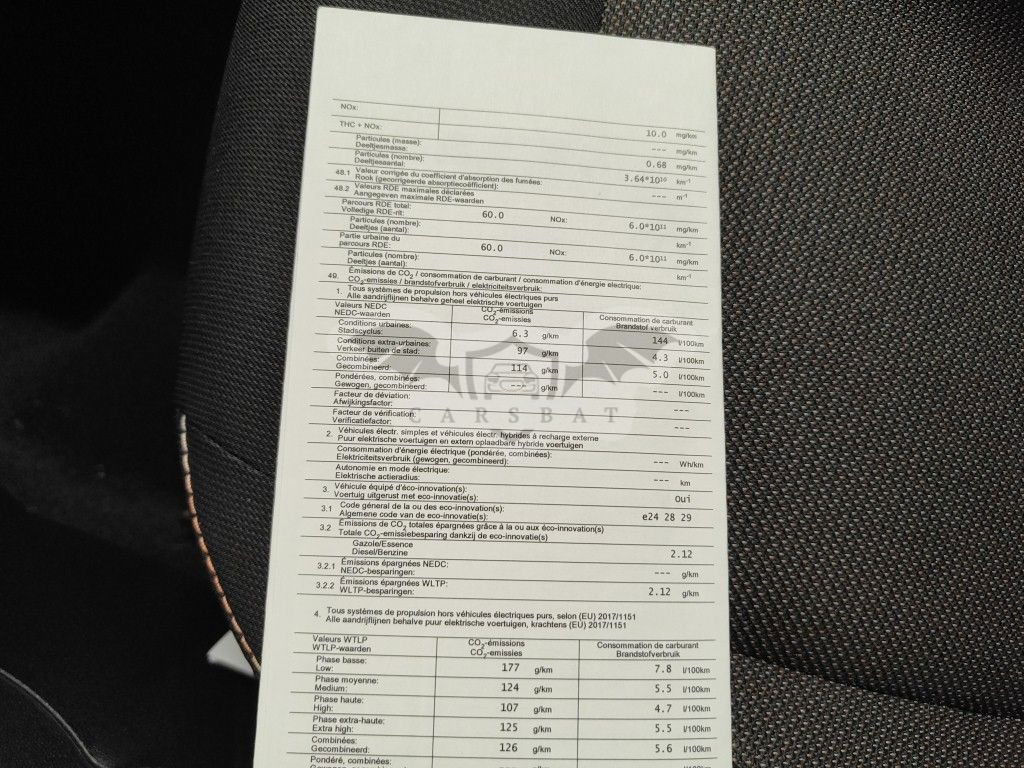 NOx: 10.0 mg/km
THC + NOx: --- mg/km
Particules (masse): 0.68 mg/km
Deeltjesmassa:
Particules (nombre): 3.64*10¹⁰ km⁻¹
Deeltjesaantal:
48.1 Valeur corrigée du coefficient d'absorption des fumées: --- m⁻¹
Rook (gecorrigeerde absorptiecoëfficiënt):
48.2 Valeurs RDE maximales déclarées
Aangegeven maximale RDE-waarden
Parcours RDE total: 60.0 NOx: 6.0*10¹¹ mg/km
Volledige RDE-rit:
Particules (nombre): km⁻¹
Deeltjes (aantal):
Partie urbaine du
parcours RDE: 60.0 NOx: 6.0*10¹¹ mg/km
Particules (nombre): km⁻¹
Deeltjes (aantal):
49. Émissions de CO₂ / consommation de carburant / consommation d'énergie électrique:
CO₂-emissies / brandstofverbruik / elektriciteitsverbruik:
1. Tous systèmes de propulsion hors véhicules électriques purs
Alle aandrijflijnen behalve geheel elektrische voertuigen
Valeurs NEDC CO₂-émissions Consommation de carburant
NEDC-waarden CO₂-emissies Brandstof verbruik
Conditions urbaines: 6.3 g/km 144 l/100km
Stadscyclus:
Conditions extra-urbaines: 97 g/km 4.3 l/100km
Verkeer buiten de stad:
Combinées: 114 g/km 5.0 l/100km
Gecombineerd:
Pondérées, combinées: --- g/km --- l/100km
Gewogen, gecombineerd:
Facteur de déviation: ---
Afwijkingsfactor:
Facteur de vérification: ---
Verificatiefactor:
CARSBAT
2. Véhicules électr. simples et véhicules électr. hybrides à recharge externe
Puur elektrische voertuigen en extern oplaadbare hybride voertuigen
Consommation d'énergie électrique (pondérée, combinées): --- Wh/km
Elektriciteitsverbruik (gewogen, gecombineerd):
Autonomie en mode électrique: --- km
Elektrische actieradius:
3. Véhicule équipé d'éco-innovation(s): Oui
Voertuig uitgerust met eco-innovatie(s):
3.1 Code géneral de la ou des eco-innovation(s): e24 28 29
Algemene code van de eco-innovatie(s):
3.2 Émissions de CO₂ totales épargnées grâce à la ou aux éco-innovation(s)
Totale CO₂-emissiebesparing dankzij de eco-innovatie(s)
Gazole/Essence 2.12
Diesel/Benzine
3.2.1 Émissions épargnées NEDC: --- g/km
NEDC-besparingen:
3.2.2 Émissions épargnées WLTP: 2.12 g/km
WLTP-besparingen:
4. Tous systèmes de propulsion hors véhicules électriques purs, selon (EU) 2017/1151
Alle aandrijflijnen behalve puur elektrische voertuigen, krachtens (EU) 2017/1151
Valeurs WTLP CO₂-émissions Consommation de carburant
WTLP-waarden CO₂-emissies Brandstofverbruik
Phase basse: 177 g/km 7.8 l/100km
Low:
Phase moyenne: 124 g/km 5.5 l/100km
Medium:
Phase haute: 107 g/km 4.7 l/100km
High:
Phase extra-haute: 125 g/km 5.5 l/100km
Extra high:
Combinées: 126 g/km 5.6 l/100km
Gecombineerd:
Pondéré, combinées: